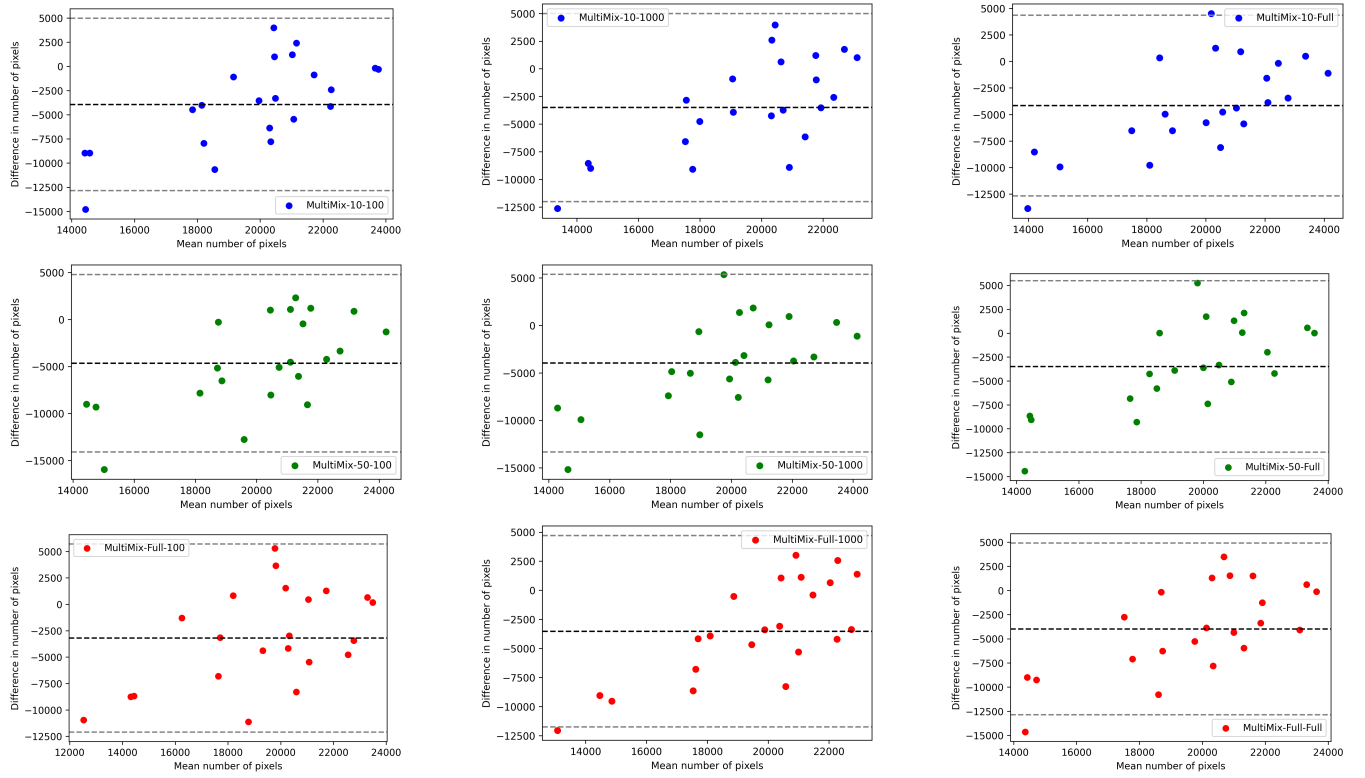 5000
2500
0
−2500
−5000
−7500
−10000
−12500
−15000
Difference in number of pixels
MultiMix-10-100
14000 16000 18000 20000 22000 24000
Mean number of pixels
5000
2500
0
−2500
−5000
−7500
−10000
−12500
Difference in number of pixels
MultiMix-10-1000
14000 16000 18000 20000 22000
Mean number of pixels
5000
2500
0
−2500
−5000
−7500
−10000
−12500
Difference in number of pixels
MultiMix-10-Full
14000 16000 18000 20000 22000 24000
Mean number of pixels
5000
0
−5000
−10000
−15000
Difference in number of pixels
MultiMix-50-100
14000 16000 18000 20000 22000 24000
Mean number of pixels
5000
0
−5000
−10000
−15000
Difference in number of pixels
MultiMix-50-1000
14000 16000 18000 20000 22000 24000
Mean number of pixels
5000
2500
0
−2500
−5000
−7500
−10000
−12500
−15000
Difference in number of pixels
MultiMix-50-Full
14000 16000 18000 20000 22000 24000
Mean number of pixels
5000
2500
0
−2500
−5000
−7500
−10000
−12500
Difference in number of pixels
MultiMix-Full-100
12000 14000 16000 18000 20000 22000 24000
Mean number of pixels
5000
2500
0
−2500
−5000
−7500
−10000
−12500
Difference in number of pixels
MultiMix-Full-1000
14000 16000 18000 20000 22000
Mean number of pixels
5000
2500
0
−2500
−5000
−7500
−10000
−12500
−15000
Difference in number of pixels
MultiMix-Full-Full
14000 16000 18000 20000 22000 24000
Mean number of pixels